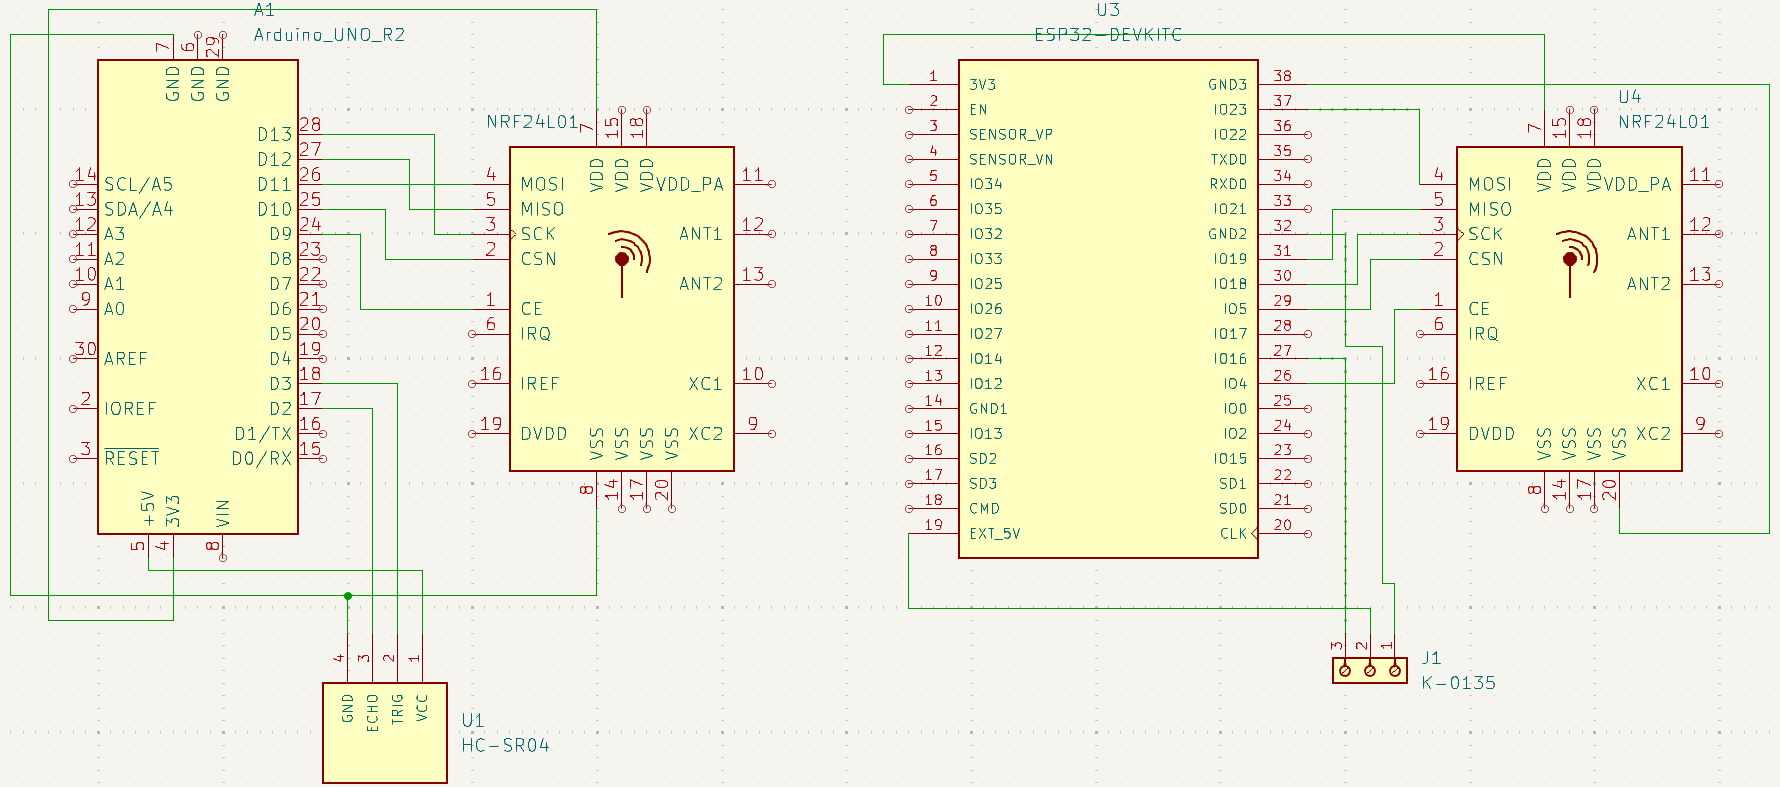 A1
Arduino_UNO_R2
7 6 29
GND GND GND
D13 28
D12 27
14 SCL/A5 D11 26
13 SDA/A4 D10 25
12 A3 D9 24
11 A2 D8 23
10 A1 D7 22
9 A0 D6 21
D5 20
30 AREF D4 19
D3 18
2 IOREF D2 17
D1/TX 16
3 RESET D0/RX 15
+5V 3V3 VIN
5 4 8
NRF24L01
7 15 18
VDD VDD VDD
4 MOSI VDD_PA 11
5 MISO
3 SCK ANT1 12
2 CSN
ANT2 13
1 CE
6 IRQ
16 IREF XC1 10
19 DVDD XC2 9
VSS VSS VSS VSS
8 14 17 20
4 3 2 1
GND ECHO TRIG VCC
U1
HC-SR04
U3
ESP32-DEVKITC
1 3V3 GND3 38
2 EN IO23 37
3 SENSOR_VP IO22 36
4 SENSOR_VN TXD0 35
5 IO34 RXD0 34
6 IO35 IO21 33
7 IO32 GND2 32
8 IO33 IO19 31
9 IO25 IO18 30
10 IO26 IO5 29
11 IO27 IO17 28
12 IO14 IO16 27
13 IO12 IO4 26
14 GND1 IO0 25
15 IO13 IO2 24
16 SD2 IO15 23
17 SD3 SD1 22
18 CMD SD0 21
19 EXT_5V CLK 20
U4
NRF24L01
7 15 18
VDD VDD VDD
4 MOSI VDD_PA 11
5 MISO
3 SCK ANT1 12
2 CSN
ANT2 13
1 CE
6 IRQ
16 IREF XC1 10
19 DVDD XC2 9
VSS VSS VSS VSS
8 14 17 20
3 2 1
J1
K-0135